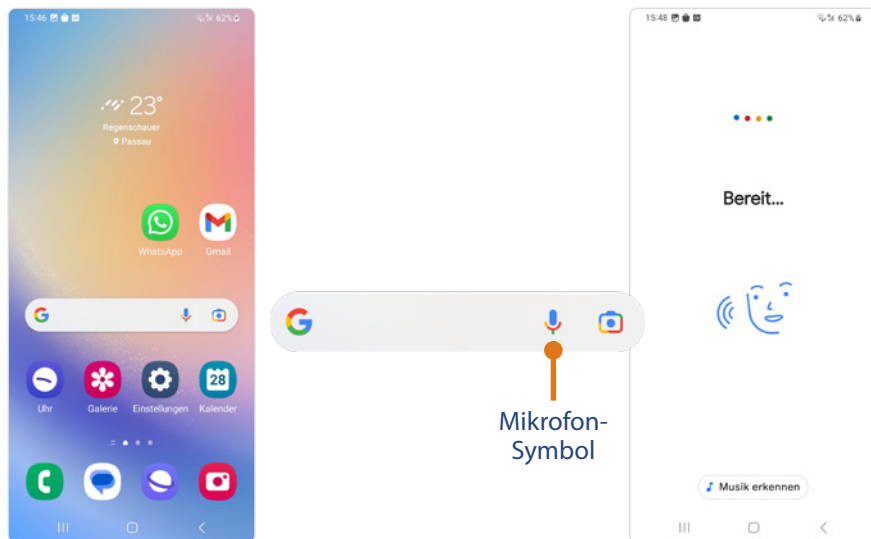 15:46
62%
23°
Regenschauer
Passau
WhatsApp
Gmail
G
28
Uhr
Galerie
Einstellungen
Kalender
G
Mikrofon-
Symbol
15:48
62%
Bereit...
Musik erkennen